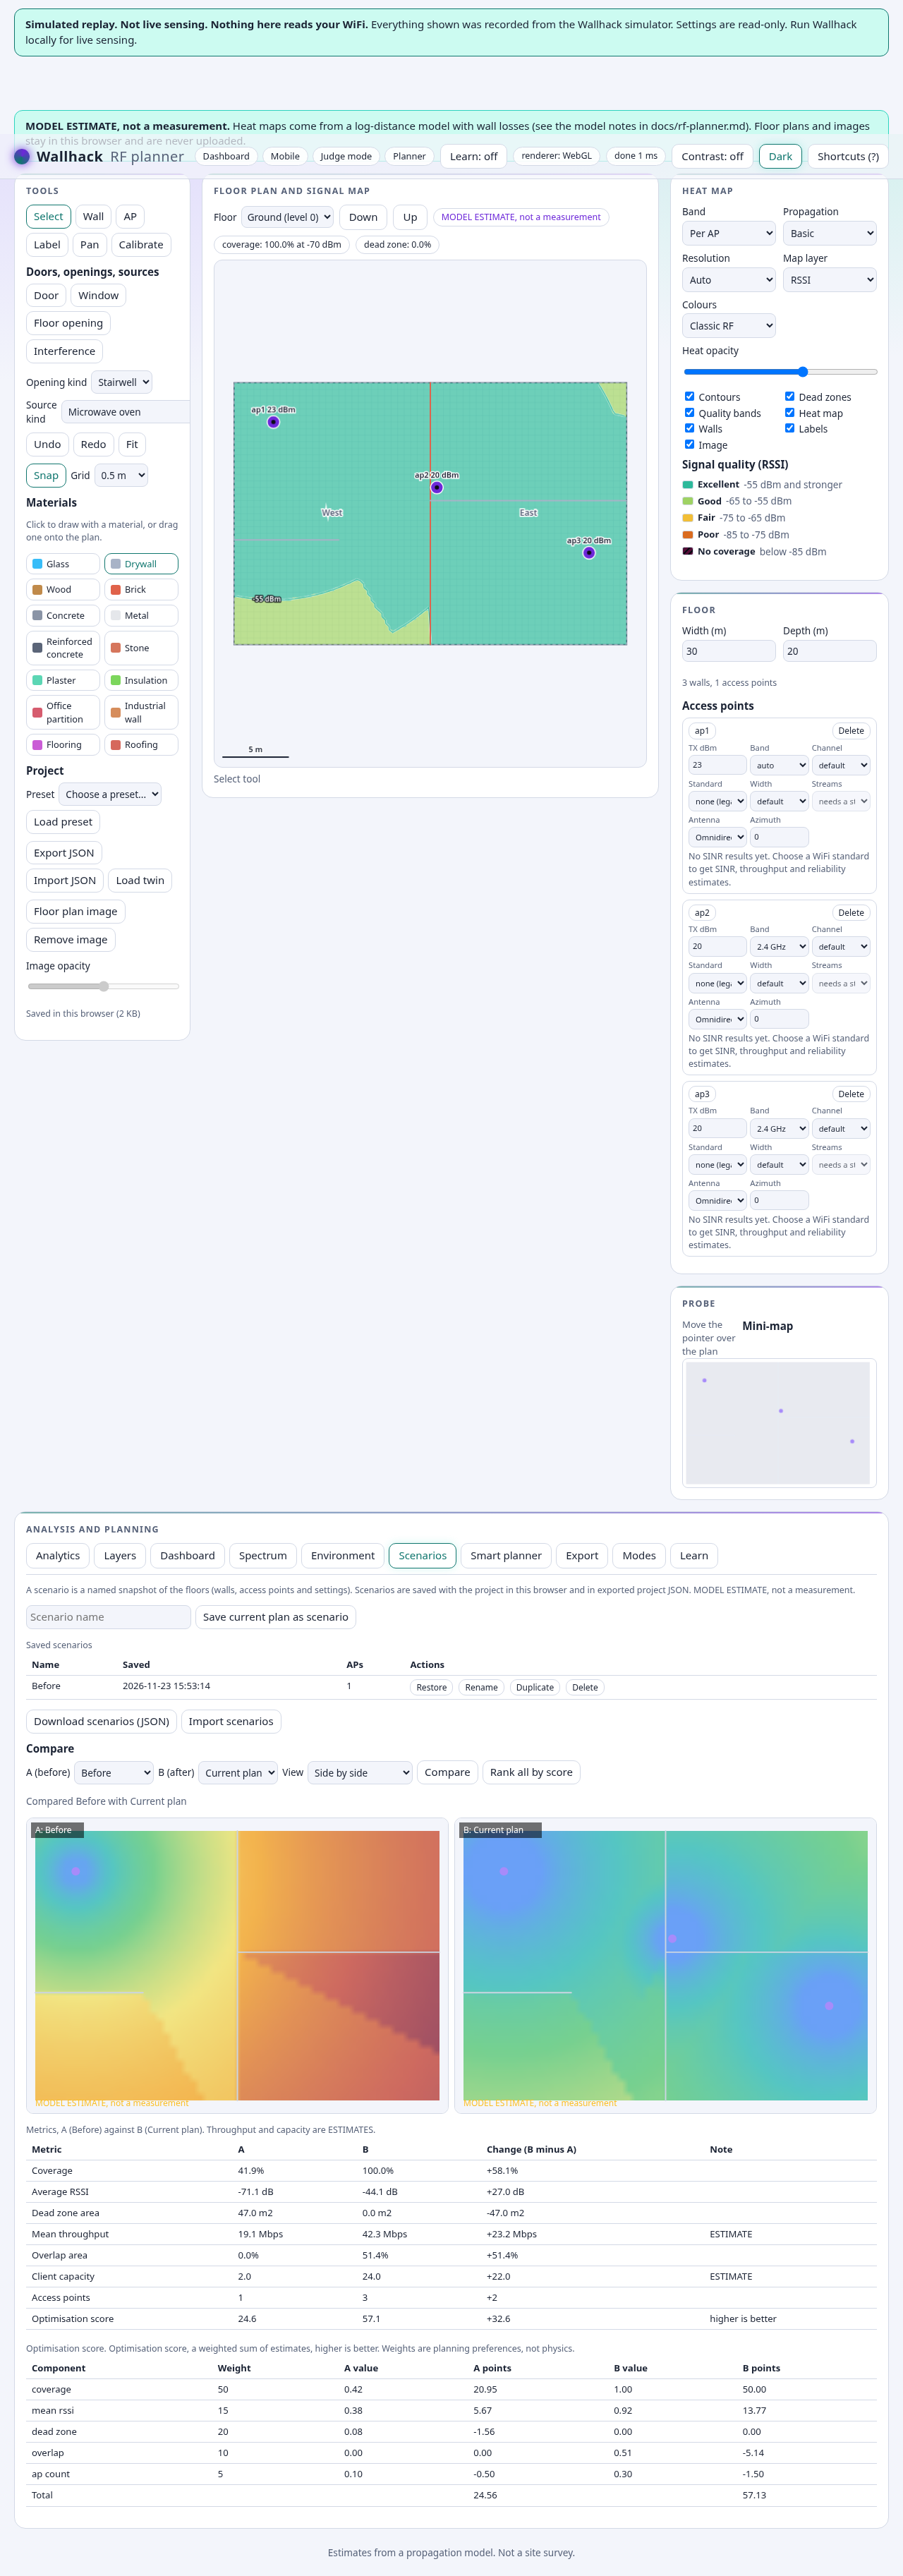 Simulated replay. Not live sensing. Nothing here reads your WiFi. Everything shown was recorded from the Wallhack simulator. Settings are read-only. Run Wallhack
locally for live sensing.
MODEL ESTIMATE, not a measurement. Heat maps come from a log-distance model with wall losses (see the model notes in docs/rf-planner.md). Floor plans and images
stay in this browser and are never uploaded.
Wallhack RF planner Dashboard Mobile Judge mode Planner Learn: off renderer: WebGL done 1 ms Contrast: off Dark Shortcuts (?)
TOOLS
Select Wall AP
Label Pan Calibrate
Doors, openings, sources
Door Window
Floor opening
Interference
Opening kind Stairwell
Source kind Microwave oven
Undo Redo Fit
Snap Grid 0.5 m
Materials
Click to draw with a material, or drag
one onto the plan.
Glass Drywall
Wood Brick
Concrete Metal
Reinforced concrete Stone
Plaster Insulation
Office partition Industrial wall
Flooring Roofing
Project
Preset Choose a preset...
Load preset
Export JSON
Import JSON Load twin
Floor plan image
Remove image
Image opacity
Saved in this browser (2 KB)
FLOOR PLAN AND SIGNAL MAP
Floor Ground (level 0) Down Up MODEL ESTIMATE, not a measurement
coverage: 100.0% at -70 dBm dead zone: 0.0%
ap1 23 dBm
ap2 20 dBm
West East
ap3 20 dBm
-55 dBm
5 m
Select tool
HEAT MAP
Band Propagation
Per AP Basic
Resolution Map layer
Auto RSSI
Colours
Classic RF
Heat opacity
Contours Dead zones
Quality bands Heat map
Walls Labels
Image
Signal quality (RSSI)
Excellent -55 dBm and stronger
Good -65 to -55 dBm
Fair -75 to -65 dBm
Poor -85 to -75 dBm
No coverage below -85 dBm
FLOOR
Width (m) Depth (m)
30 20
3 walls, 1 access points
Access points
ap1 Delete
TX dBm Band Channel
23 auto default
Standard Width Streams
none (leg default needs a st
Antenna Azimuth
Omnidire 0
No SINR results yet. Choose a WiFi standard
to get SINR, throughput and reliability
estimates.
ap2 Delete
TX dBm Band Channel
20 2.4 GHz default
Standard Width Streams
none (leg default needs a st
Antenna Azimuth
Omnidire 0
No SINR results yet. Choose a WiFi standard
to get SINR, throughput and reliability
estimates.
ap3 Delete
TX dBm Band Channel
20 2.4 GHz default
Standard Width Streams
none (leg default needs a st
Antenna Azimuth
Omnidire 0
No SINR results yet. Choose a WiFi standard
to get SINR, throughput and reliability
estimates.
PROBE
Move the
pointer over
the plan
Mini-map
ANALYSIS AND PLANNING
Analytics Layers Dashboard Spectrum Environment Scenarios Smart planner Export Modes Learn
A scenario is a named snapshot of the floors (walls, access points and settings). Scenarios are saved with the project in this browser and in exported project JSON. MODEL ESTIMATE, not a measurement.
Scenario name Save current plan as scenario
Saved scenarios
Name Saved APs Actions
Before 2026-11-23 15:53:14 1 Restore Rename Duplicate Delete
Download scenarios (JSON) Import scenarios
Compare
A (before) Before B (after) Current plan View Side by side Compare Rank all by score
Compared Before with Current plan
A: Before
MODEL ESTIMATE, not a measurement
B: Current plan
MODEL ESTIMATE, not a measurement
Metrics, A (Before) against B (Current plan). Throughput and capacity are ESTIMATES.
Metric A B Change (B minus A) Note
Coverage 41.9% 100.0% +58.1%
Average RSSI -71.1 dB -44.1 dB +27.0 dB
Dead zone area 47.0 m2 0.0 m2 -47.0 m2
Mean throughput 19.1 Mbps 42.3 Mbps +23.2 Mbps ESTIMATE
Overlap area 0.0% 51.4% +51.4%
Client capacity 2.0 24.0 +22.0 ESTIMATE
Access points 1 3 +2
Optimisation score 24.6 57.1 +32.6 higher is better
Optimisation score. Optimisation score, a weighted sum of estimates, higher is better. Weights are planning preferences, not physics.
Component Weight A value A points B value B points
coverage 50 0.42 20.95 1.00 50.00
mean rssi 15 0.38 5.67 0.92 13.77
dead zone 20 0.08 -1.56 0.00 0.00
overlap 10 0.00 0.00 0.51 -5.14
ap count 5 0.10 -0.50 0.30 -1.50
Total 24.56 57.13
Estimates from a propagation model. Not a site survey.